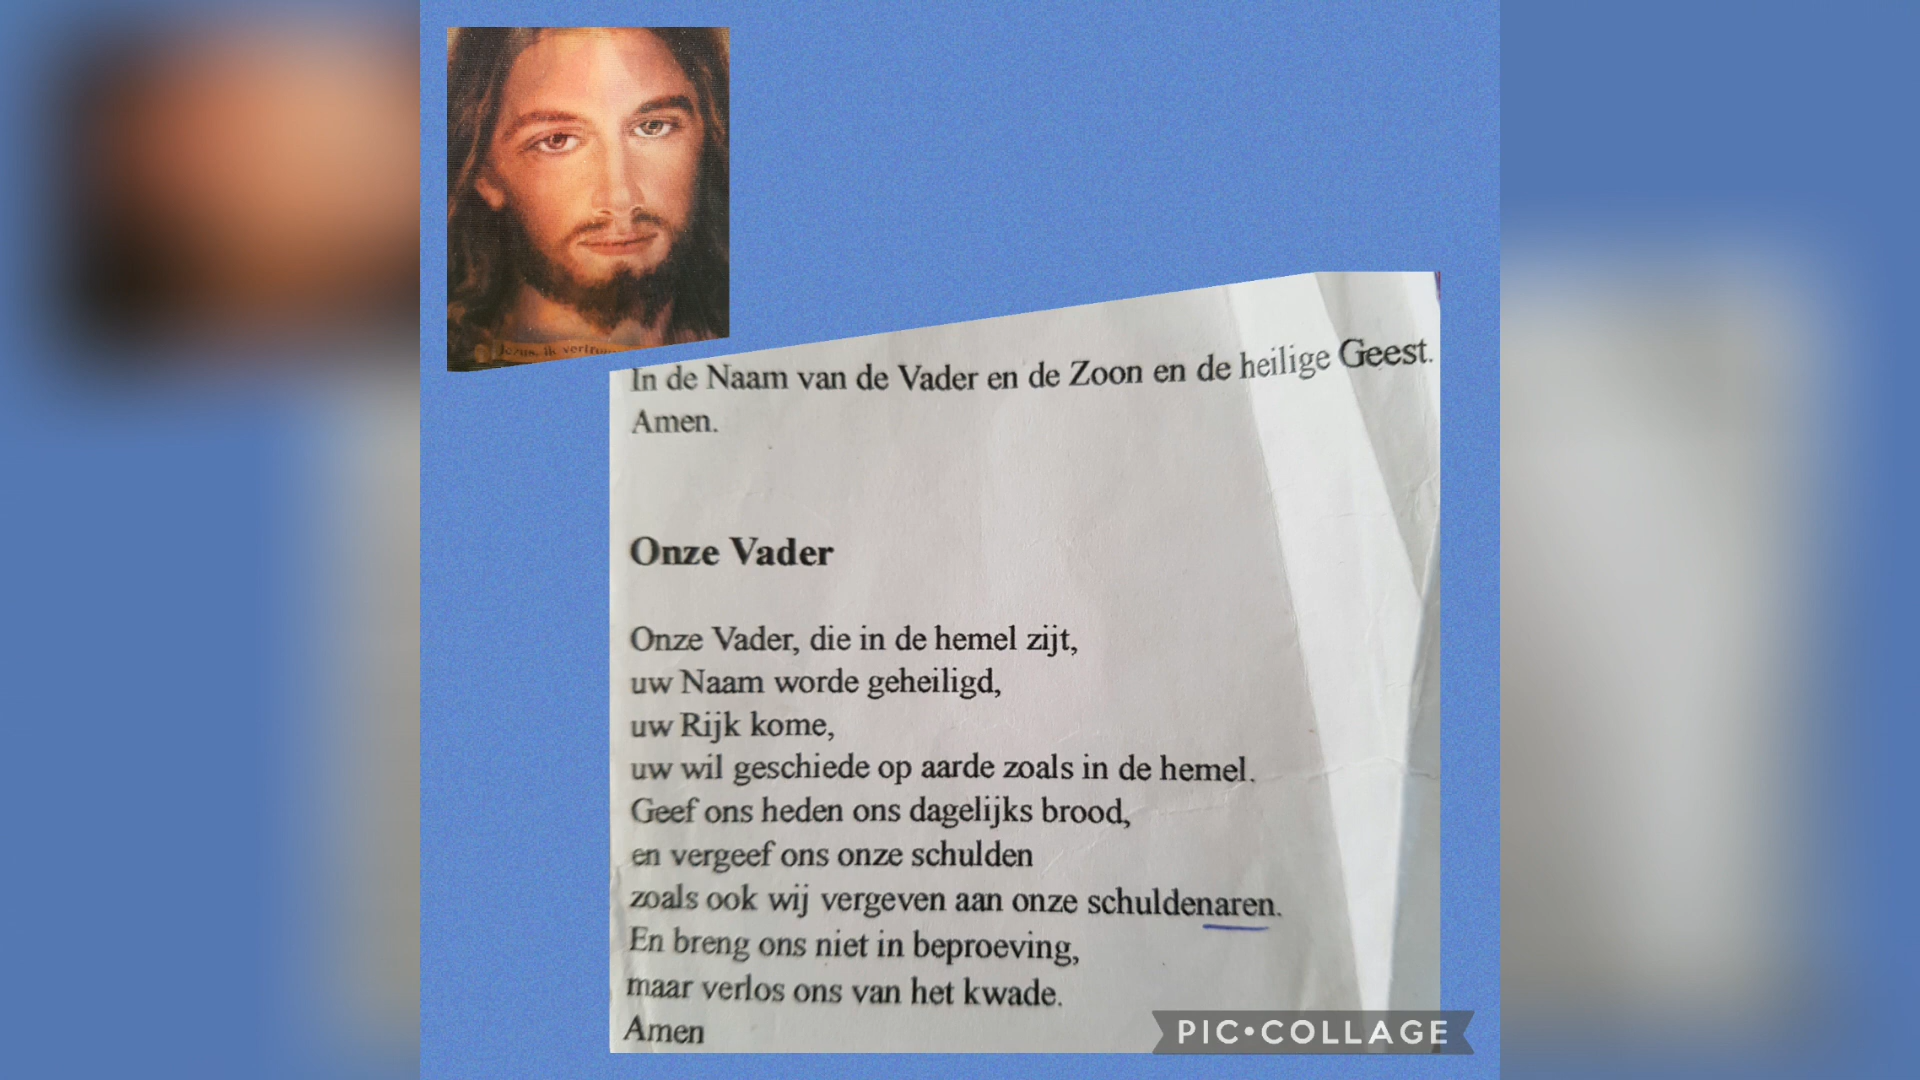 Jezus, ik
In de Naam van de Vader en de Zoon en de heilige Geest.
Amen.
Onze Vader
Onze Vader, die in de hemel zijt,
uw Naam worde geheiligd,
uw Rijk kome,
uw wil geschiede op aarde zoals in de hemel.
Geef ons heden ons dagelijks brood,
en vergeef ons onze schulden
zoals ook wij vergeven aan onze schuldenaren.
En breng ons niet in beproeving,
maar verlos ons van het kwade.
Amen
PIC•COLLAGE